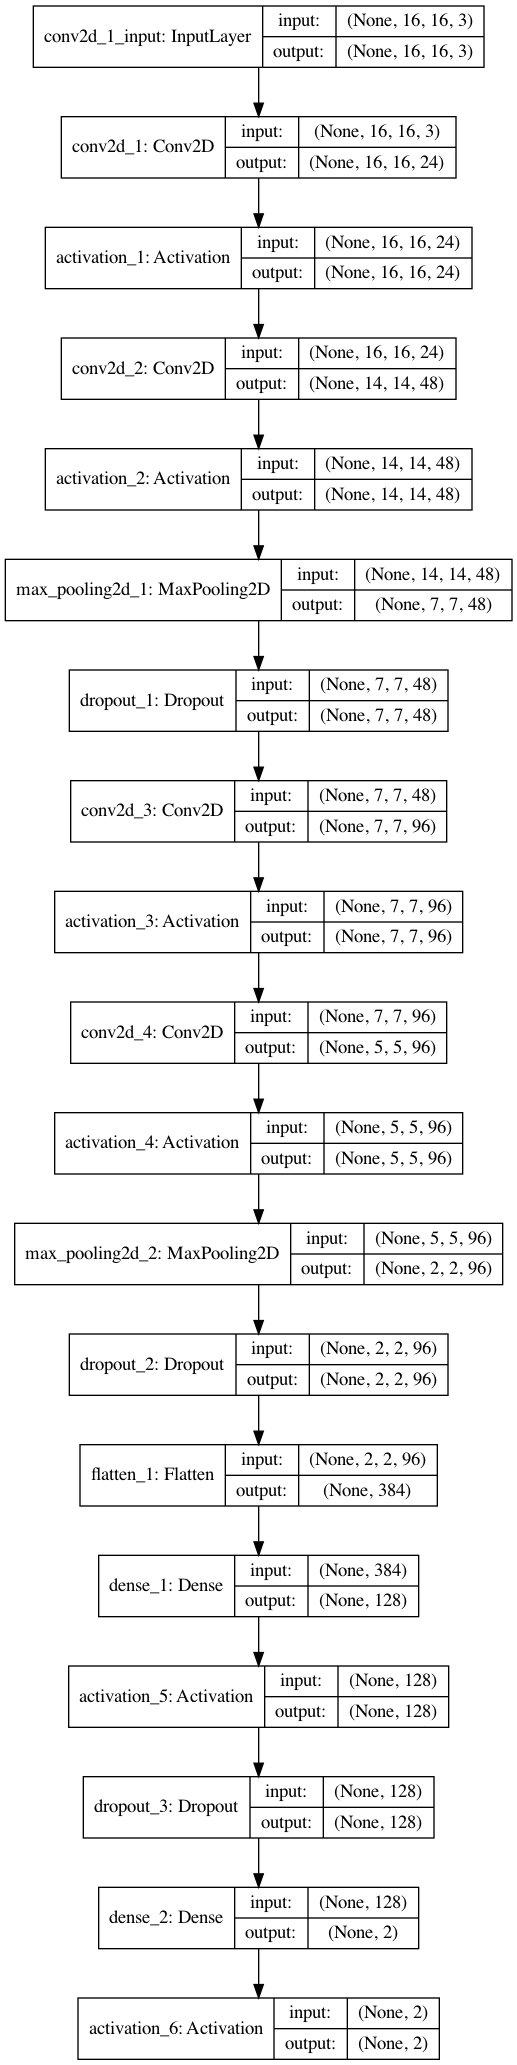 conv2d_1_input: InputLayer
input: (None, 16, 16, 3)
output: (None, 16, 16, 3)
conv2d_1: Conv2D
input: (None, 16, 16, 3)
output: (None, 16, 16, 24)
activation_1: Activation
input: (None, 16, 16, 24)
output: (None, 16, 16, 24)
conv2d_2: Conv2D
input: (None, 16, 16, 24)
output: (None, 14, 14, 48)
activation_2: Activation
input: (None, 14, 14, 48)
output: (None, 14, 14, 48)
max_pooling2d_1: MaxPooling2D
input: (None, 14, 14, 48)
output: (None, 7, 7, 48)
dropout_1: Dropout
input: (None, 7, 7, 48)
output: (None, 7, 7, 48)
conv2d_3: Conv2D
input: (None, 7, 7, 48)
output: (None, 7, 7, 96)
activation_3: Activation
input: (None, 7, 7, 96)
output: (None, 7, 7, 96)
conv2d_4: Conv2D
input: (None, 7, 7, 96)
output: (None, 5, 5, 96)
activation_4: Activation
input: (None, 5, 5, 96)
output: (None, 5, 5, 96)
max_pooling2d_2: MaxPooling2D
input: (None, 5, 5, 96)
output: (None, 2, 2, 96)
dropout_2: Dropout
input: (None, 2, 2, 96)
output: (None, 2, 2, 96)
flatten_1: Flatten
input: (None, 2, 2, 96)
output: (None, 384)
dense_1: Dense
input: (None, 384)
output: (None, 128)
activation_5: Activation
input: (None, 128)
output: (None, 128)
dropout_3: Dropout
input: (None, 128)
output: (None, 128)
dense_2: Dense
input: (None, 128)
output: (None, 2)
activation_6: Activation
input: (None, 2)
output: (None, 2)